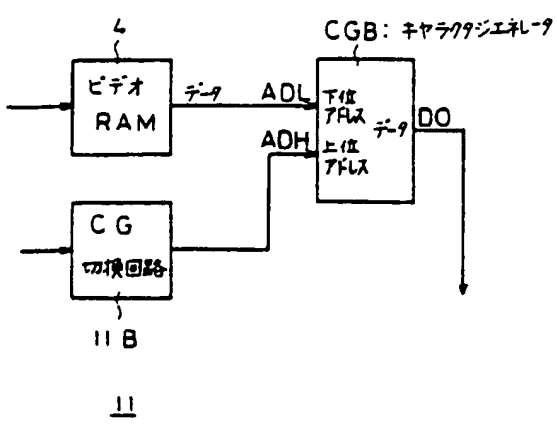 4
ビデオ
RAM
データ
ADL
ADH
CGB: キャラクタジエネレータ
下位
アドレス
データ
上位
アドレス
DO
CG
切換回路
11B
11